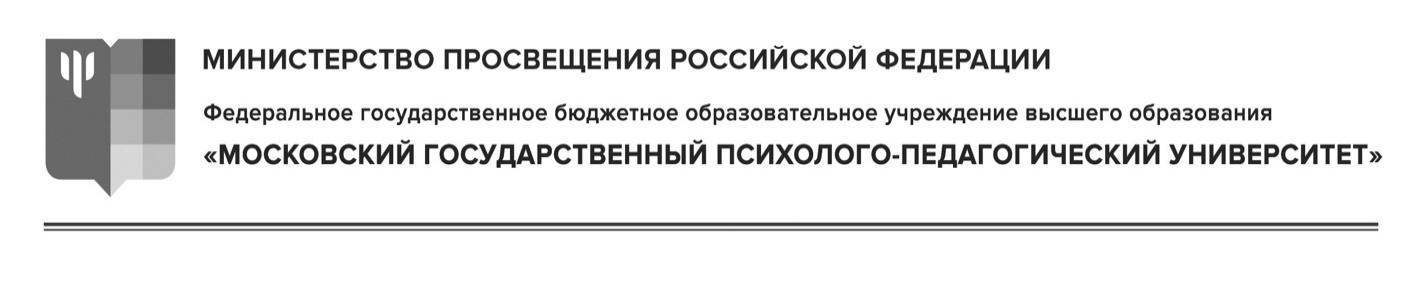 МИНИСТЕРСТВО ПРОСВЕЩЕНИЯ РОССИЙСКОЙ ФЕДЕРАЦИИ
Федеральное государственное бюджетное образовательное учреждение высшего образования
«МОСКОВСКИЙ ГОСУДАРСТВЕННЫЙ ПСИХОЛОГО-ПЕДАГОГИЧЕСКИЙ УНИВЕРСИТЕТ»